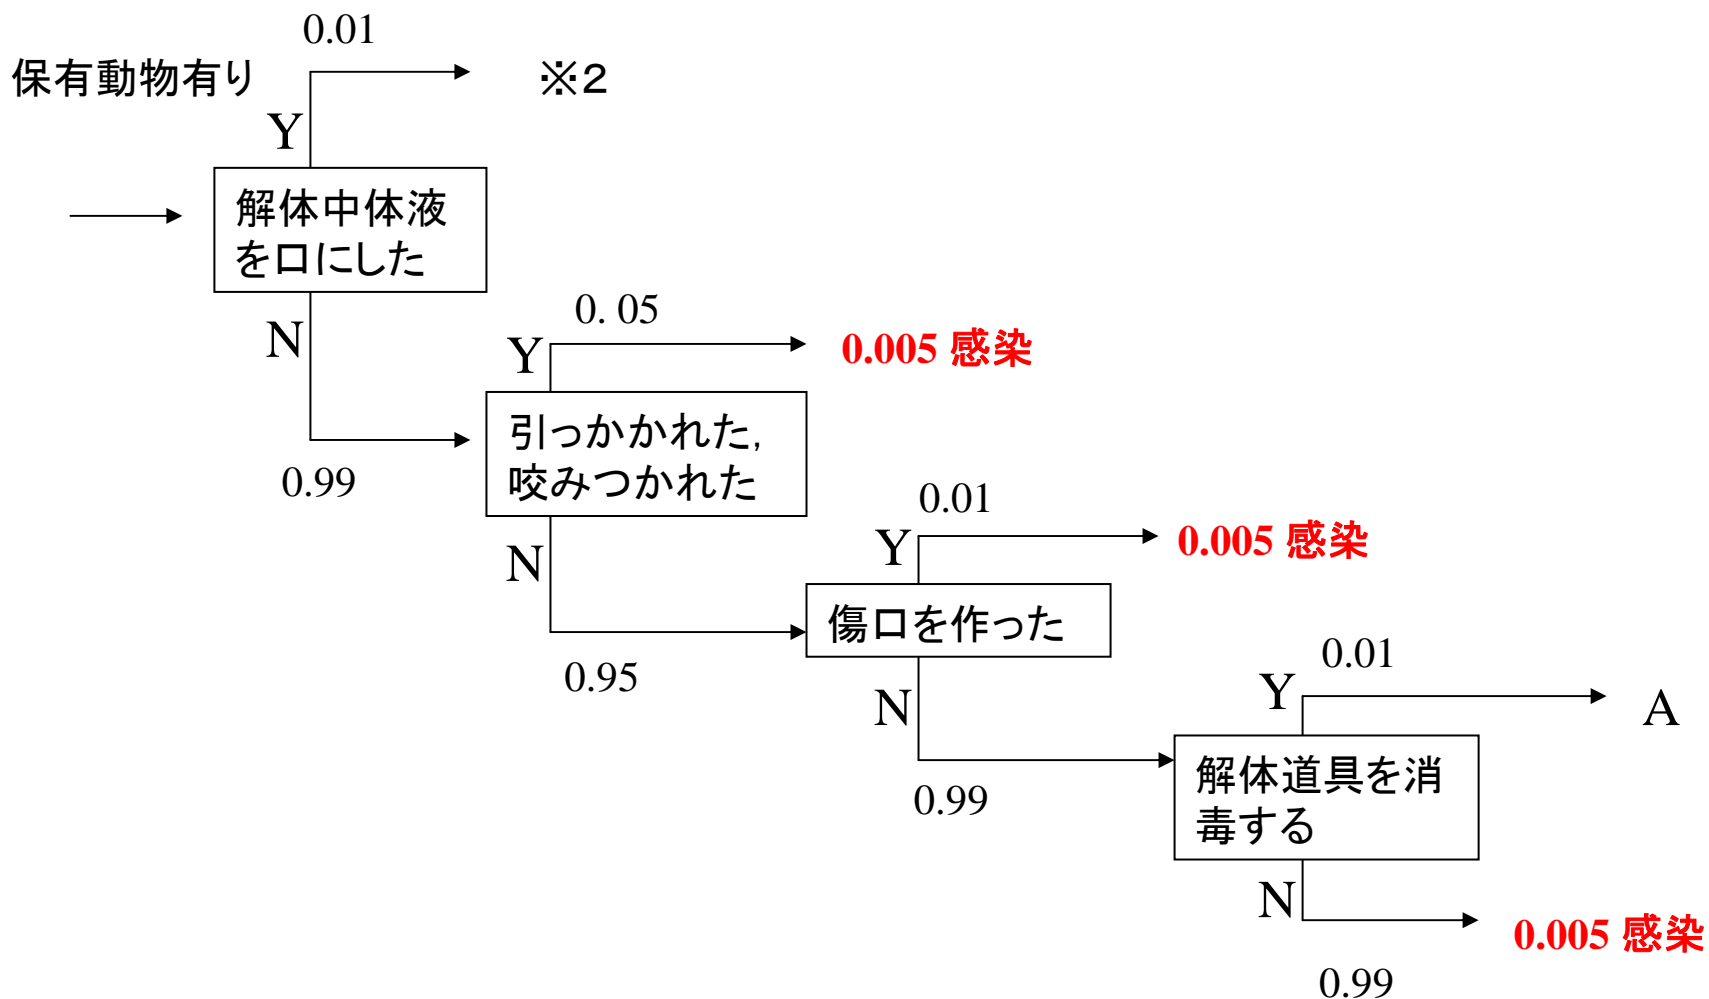 0.01
保有動物有り
※2
Y
解体中体液
を口にした
N
0. 05
Y
0.005 感染
0.99
引っかかれた,
咬みつかれた
0.01
Y
0.005 感染
N
傷口を作った
0.95
0.01
Y
A
N
解体道具を消
毒する
0.99
N
0.005 感染
0.99